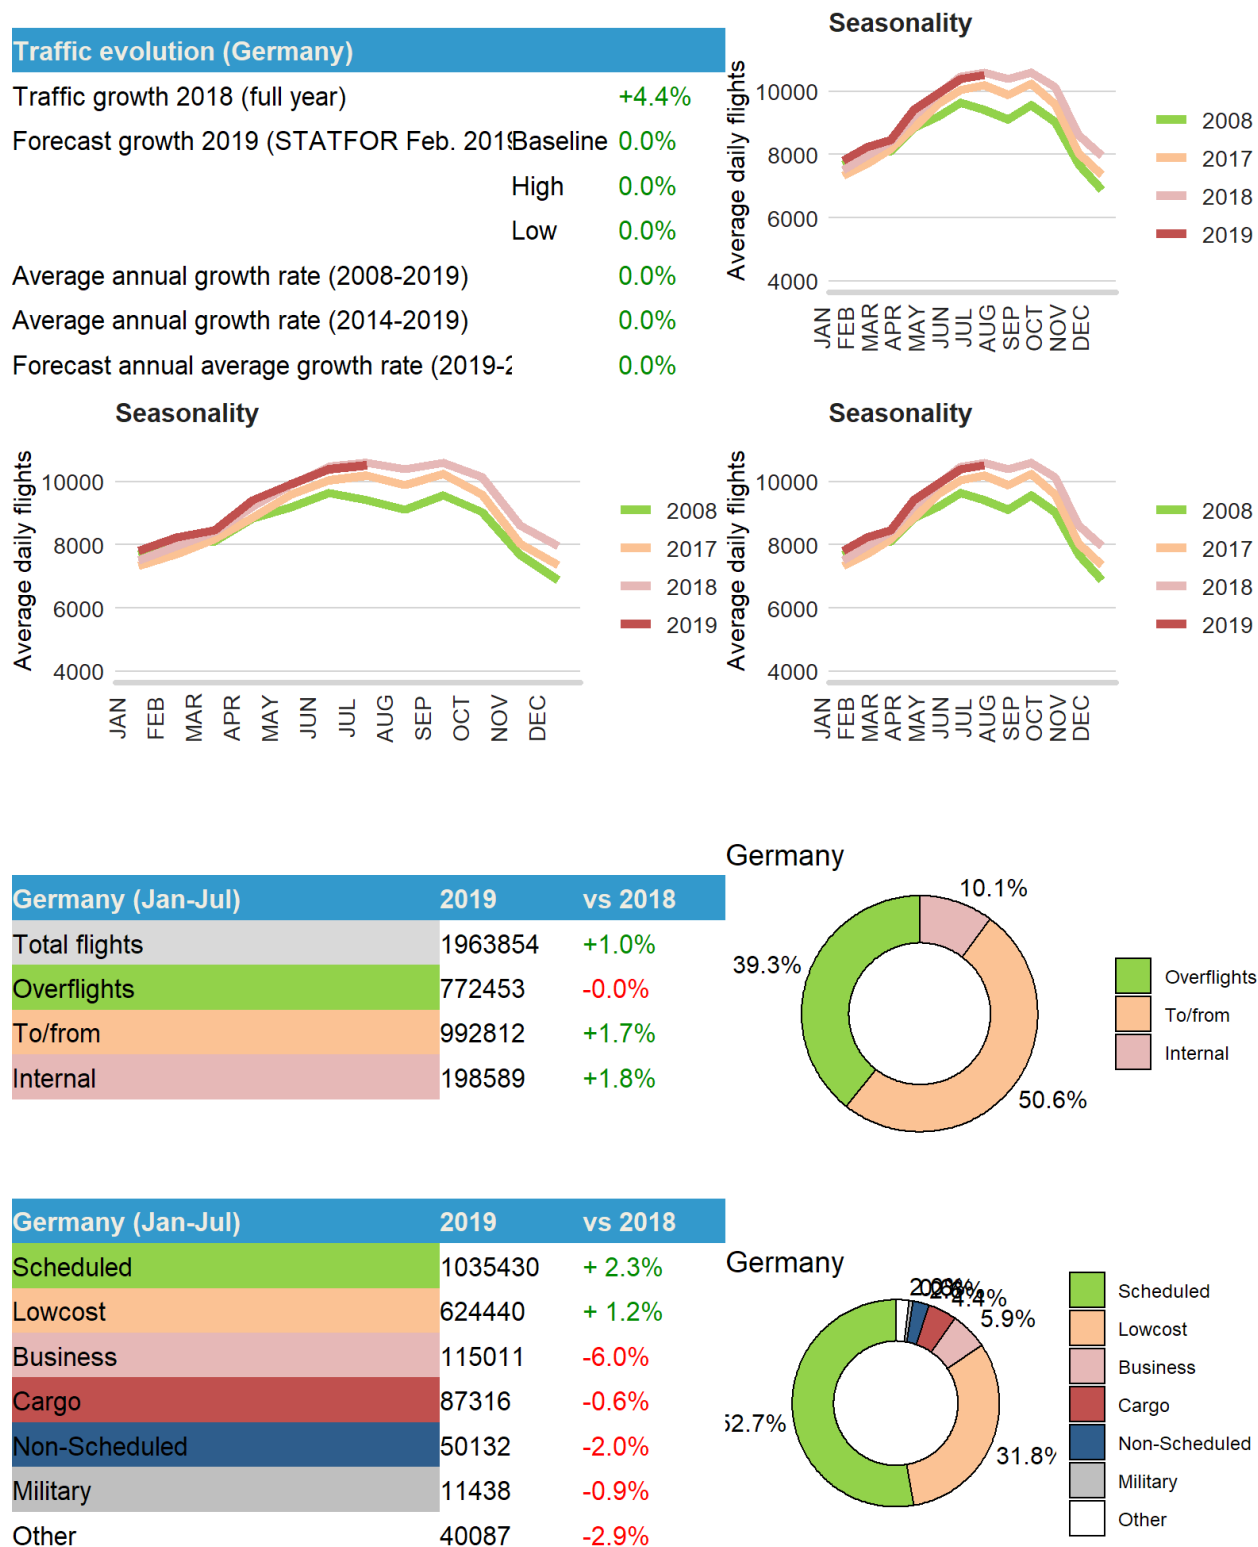 Traffic evolution (Germany)
Traffic growth 2018 (full year) +4.4%
Forecast growth 2019 (STATFOR Feb. 2019 Baseline 0.0%
High 0.0%
Low 0.0%
Average annual growth rate (2008-2019) 0.0%
Average annual growth rate (2014-2019) 0.0%
Forecast annual average growth rate (2019-2 0.0%
Seasonality
Average daily flights
10000
8000
6000
4000
JAN FEB MAR APR MAY JUN JUL AUG SEP OCT NOV DEC
2008
2017
2018
2019
Seasonality
Average daily flights
10000
8000
6000
4000
JAN FEB MAR APR MAY JUN JUL AUG SEP OCT NOV DEC
2008
2017
2018
2019
Seasonality
Average daily flights
10000
8000
6000
4000
JAN FEB MAR APR MAY JUN JUL AUG SEP OCT NOV DEC
2008
2017
2018
2019
Germany (Jan-Jul) 2019 vs 2018
Total flights 1963854 +1.0%
Overflights 772453 -0.0%
To/from 992812 +1.7%
Internal 198589 +1.8%
Germany
10.1%
39.3%
50.6%
Overflights
To/from
Internal
Germany (Jan-Jul) 2019 vs 2018
Scheduled 1035430 + 2.3%
Lowcost 624440 + 1.2%
Business 115011 -6.0%
Cargo 87316 -0.6%
Non-Scheduled 50132 -2.0%
Military 11438 -0.9%
Other 40087 -2.9%
Germany
4.4%
5.9%
52.7%
31.8%
Scheduled
Lowcost
Business
Cargo
Non-Scheduled
Military
Other